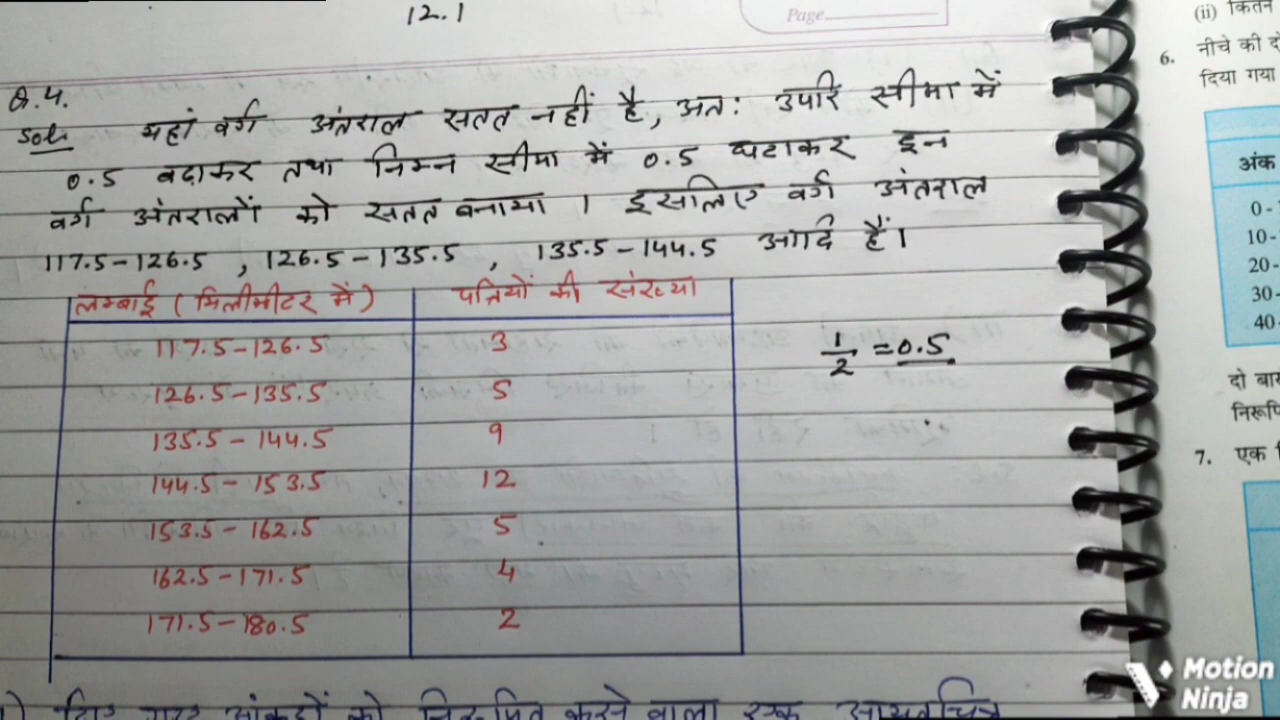 12.1
Page
Q.4.
Sol. यहां वर्ग अंतराल सतत नहीं है, अतः उपरि सीमा में
0.5 बढ़ाकर तथा निम्न सीमा में 0.5 घटाकर इन
वर्ग अंतरालों को सतत बनाया । इसलिए वर्ग अंतराल
117.5-126.5 , 126.5-135.5 , 135.5-144.5 आदि हैं।
लम्बाई (मिलीमीटर में) पत्तियों की संख्या
117.5-126.5 3
126.5-135.5 5
135.5-144.5 9
144.5-153.5 12
153.5-162.5 5
162.5-171.5 4
171.5-180.5 2
1/2 = 0.5
दिए गए आंकड़ों को निरूपित करने वाला एक आयतचित्र
(ii) कितने
6. नीचे की दो
दिया गया
अंक
0-
10-
20-
30-
40-
दो बा
निरूपि
7. एक
Motion
Ninja